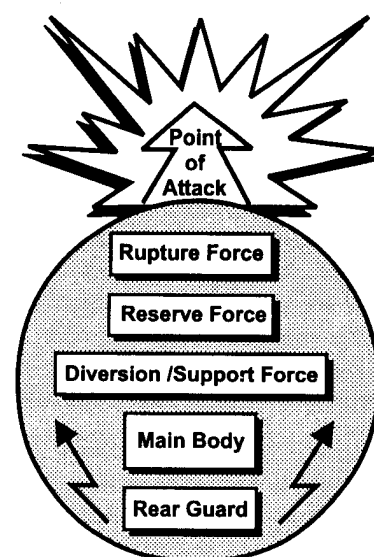 Point
of
Attack
Rupture Force
Reserve Force
Diversion /Support Force
Main Body
Rear Guard